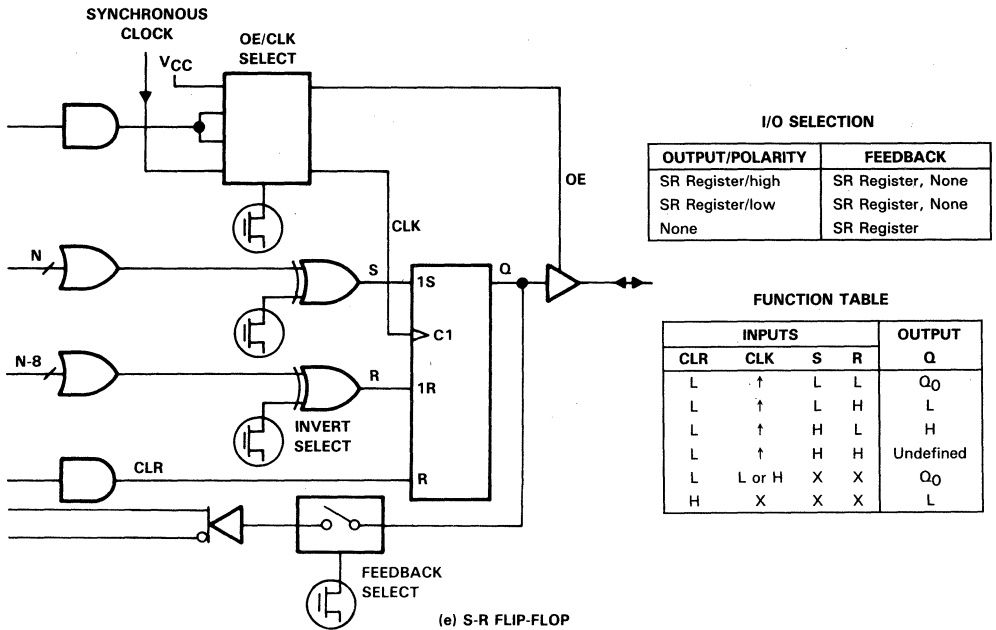 SYNCHRONOUS
CLOCK
OE/CLK
SELECT
VCC
OE
CLK
N
S
1S
Q
C1
N-8
R
1R
INVERT
SELECT
CLR
R
FEEDBACK
SELECT
(e) S-R FLIP-FLOP
I/O SELECTION
OUTPUT/POLARITY FEEDBACK
SR Register/high SR Register, None
SR Register/low SR Register, None
None SR Register
FUNCTION TABLE
INPUTS OUTPUT
CLR CLK S R Q
L ↑ L L Q0
L ↑ L H L
L ↑ H L H
L ↑ H H Undefined
L L or H X X Q0
H X X X L